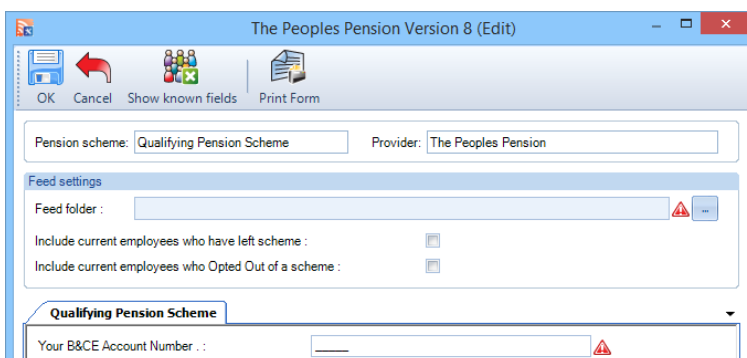 The Peoples Pension Version 8 (Edit)
OK Cancel Show known fields Print Form
Pension scheme: Qualifying Pension Scheme Provider: The Peoples Pension
Feed settings
Feed folder : ...
Include current employees who have left scheme :
Include current employees who Opted Out of a scheme :
Qualifying Pension Scheme
Your B&CE Account Number . : _____